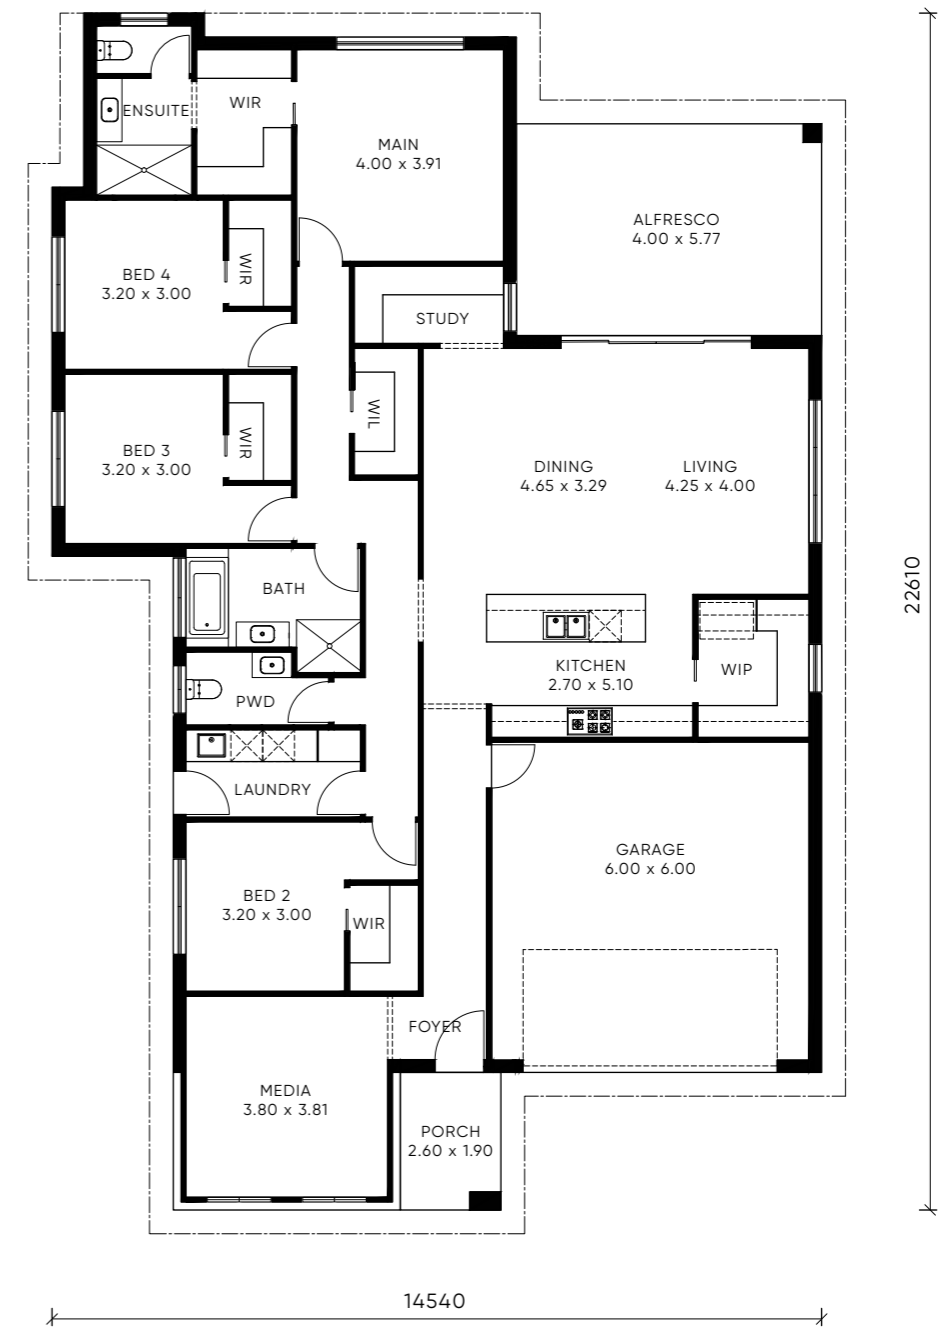 ENSUITE
WIR
MAIN
4.00 x 3.91
ALFRESCO
4.00 x 5.77
BED 4
3.20 x 3.00
WIR
STUDY
WIL
BED 3
3.20 x 3.00
WIR
DINING
4.65 x 3.29
LIVING
4.25 x 4.00
BATH
22610
KITCHEN
2.70 x 5.10
WIP
PWD
LAUNDRY
GARAGE
6.00 x 6.00
BED 2
3.20 x 3.00
WIR
FOYER
MEDIA
3.80 x 3.81
PORCH
2.60 x 1.90
14540